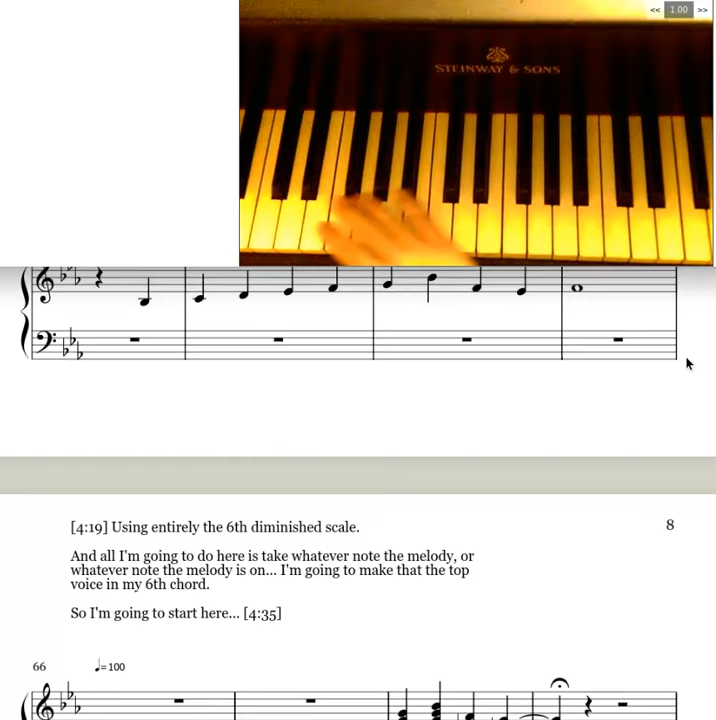 << 1.00 >>
STEINWAY & SONS
[4:19] Using entirely the 6th diminished scale.
8
And all I'm going to do here is take whatever note the melody, or
whatever note the melody is on... I'm going to make that the top
voice in my 6th chord.
So I'm going to start here... [4:35]
66
♩=100